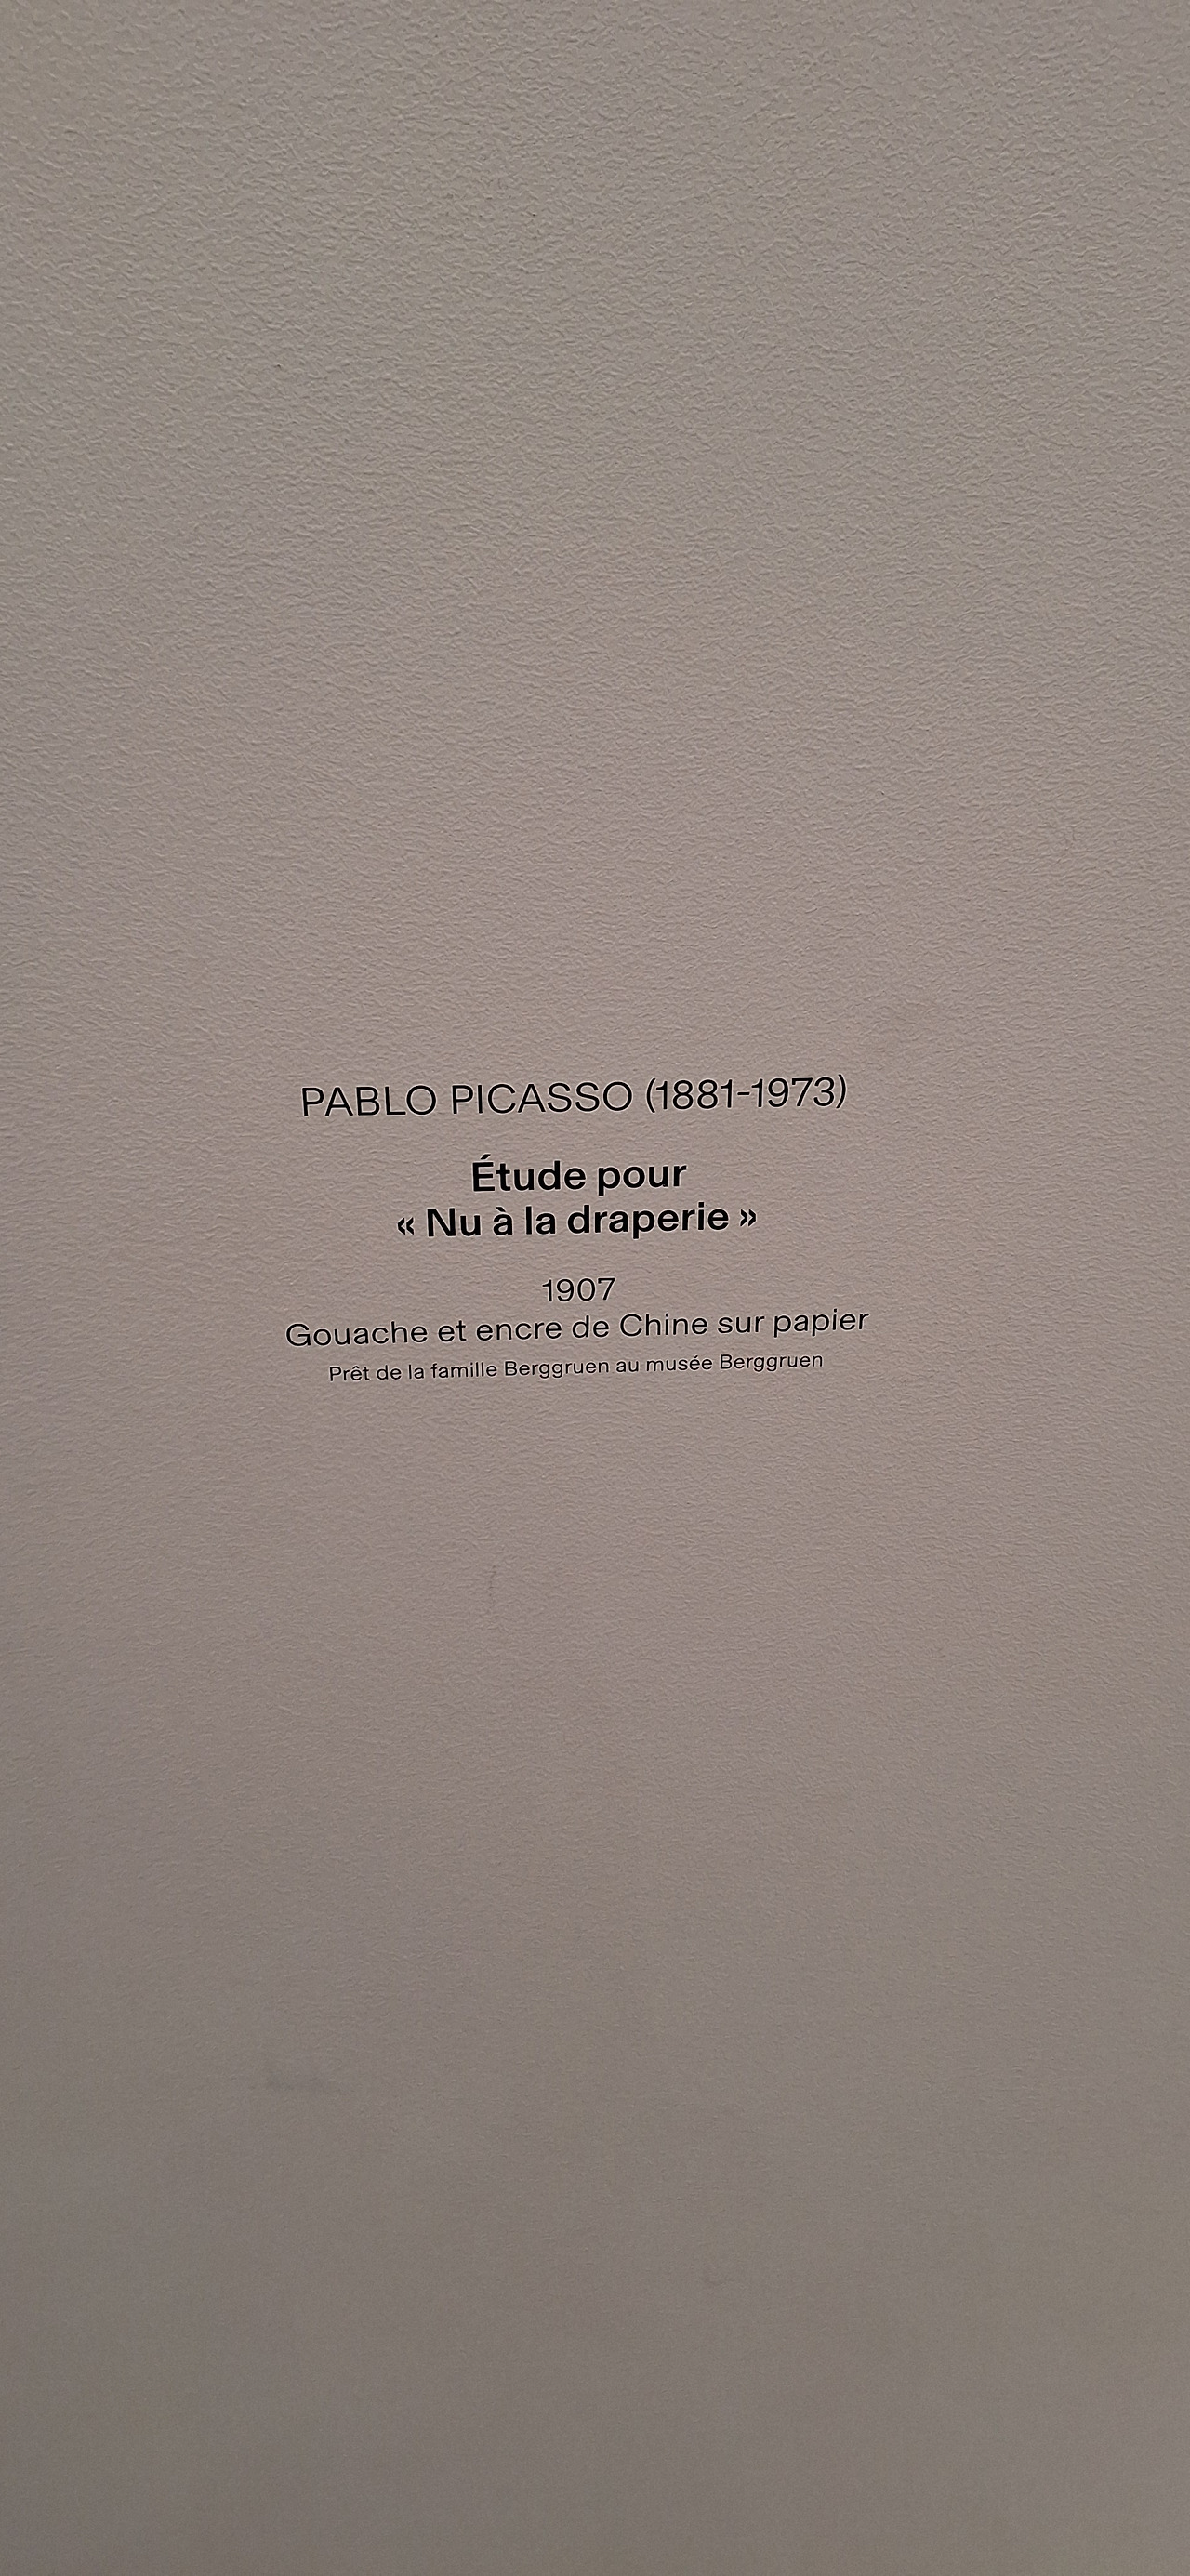 PABLO PICASSO (1881-1973)
Étude pour
« Nu à la draperie »
1907
Gouache et encre de Chine sur papier
Prêt de la famille Berggruen au musée Berggruen